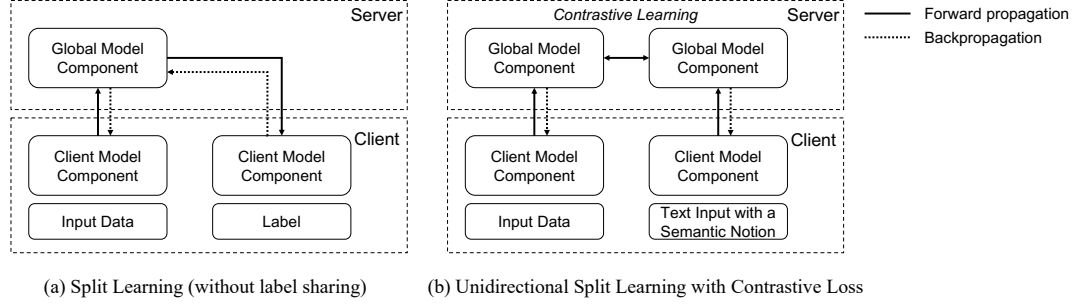 Server
Global Model
Component
Client
Client Model
Component
Client Model
Component
Input Data
Label
(a) Split Learning (without label sharing)
Contrastive Learning
Server
Global Model
Component
Global Model
Component
Client
Client Model
Component
Client Model
Component
Input Data
Text Input with a
Semantic Notion
(b) Unidirectional Split Learning with Contrastive Loss
Forward propagation
Backpropagation